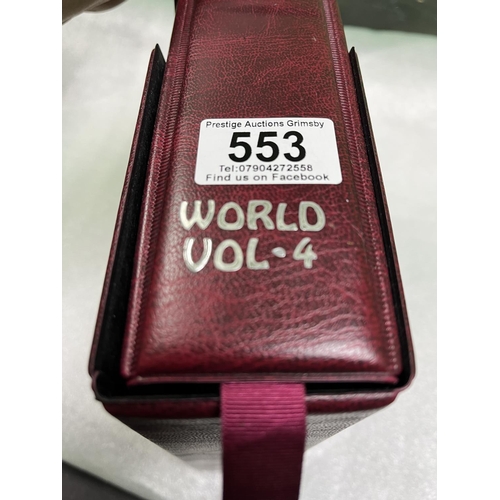 Prestige Auctions Grimsby
553
Tel:07904272558
Find us on Facebook
WORLD
VOL-4